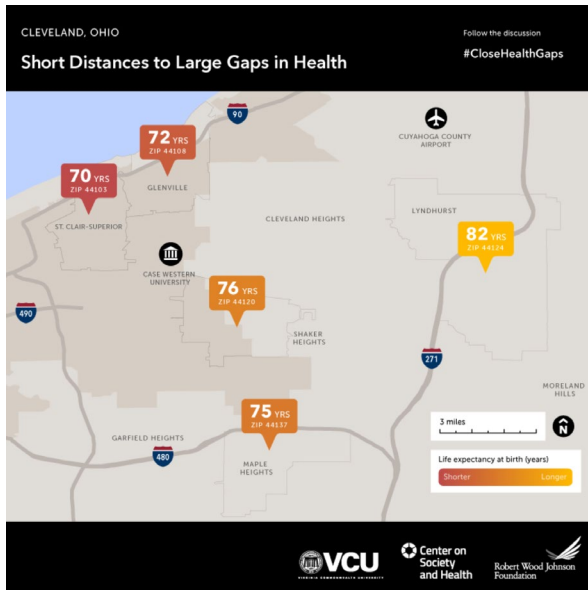 CLEVELAND, OHIO
Short Distances to Large Gaps in Health
Follow the discussion
#CloseHealthGaps
90
CUYAHOGA COUNTY
AIRPORT
72 YRS
ZIP 44108
GLENVILLE
70 YRS
ZIP 44103
ST. CLAIR-SUPERIOR
CLEVELAND HEIGHTS
LYNDHURST
82 YRS
ZIP 44124
CASE WESTERN
UNIVERSITY
76 YRS
ZIP 44120
490
SHAKER
HEIGHTS
271
MORELAND
HILLS
75 YRS
ZIP 44137
GARFIELD HEIGHTS
480
MAPLE
HEIGHTS
3 miles
N
Life expectancy at birth (years)
Shorter
Longer
VCU
VIRGINIA COMMONWEALTH UNIVERSITY
Center on
Society
and Health
Robert Wood Johnson
Foundation